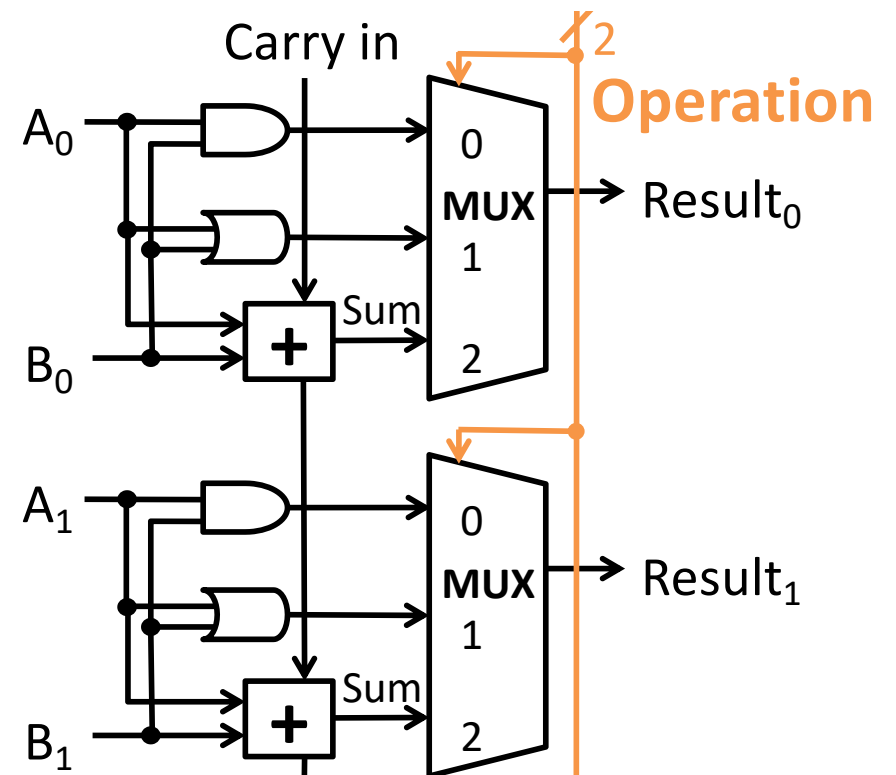 Carry in
2
Operation
A₀
0
MUX
Result₀
1
Sum
2
B₀
+
A₁
0
MUX
Result₁
1
Sum
2
B₁
+